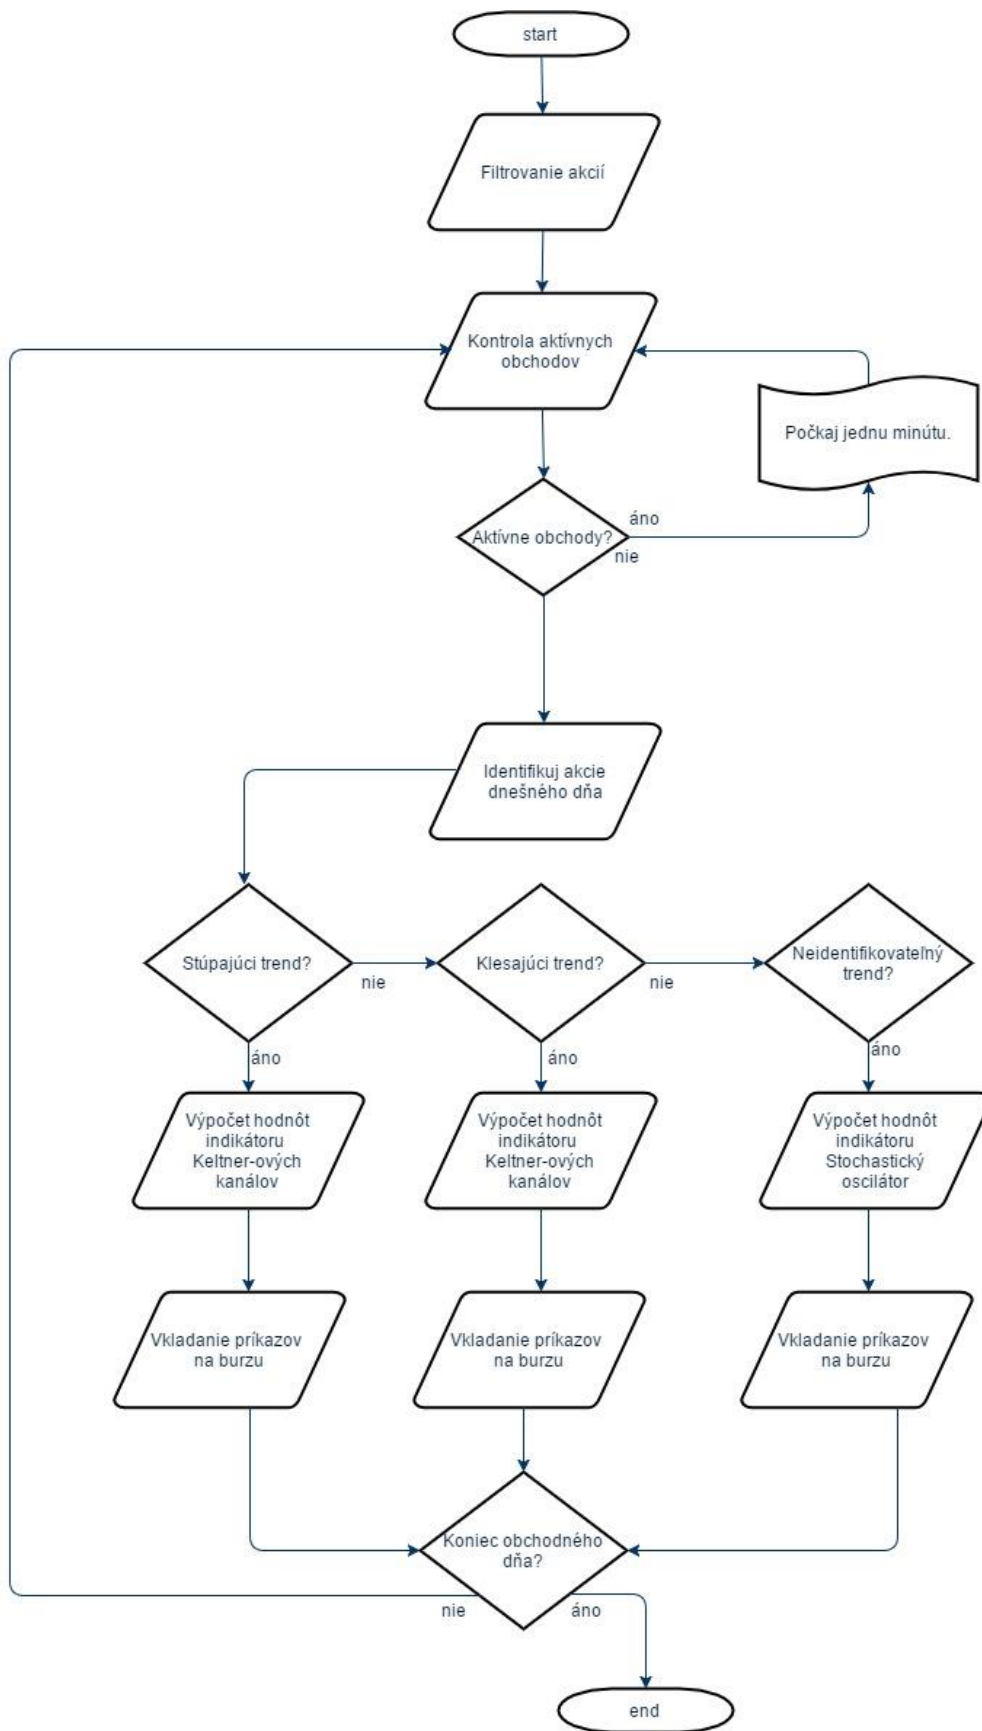 start
Filtrovanie akcií
Kontrola aktívnych
obchodov
Počkaj jednu minútu.
áno
Aktívne obchody?
nie
Identifikuj akcie
dnešného dňa
Stúpajúci trend?
nie
Klesajúci trend?
nie
Neidentifikovateľný
trend?
áno
áno
áno
Výpočet hodnôt
indikátoru
Keltner-ových
kanálov
Výpočet hodnôt
indikátoru
Keltner-ových
kanálov
Výpočet hodnôt
indikátoru
Stochastický
oscilátor
Vkladanie príkazov
na burzu
Vkladanie príkazov
na burzu
Vkladanie príkazov
na burzu
Koniec obchodného
dňa?
nie
áno
end